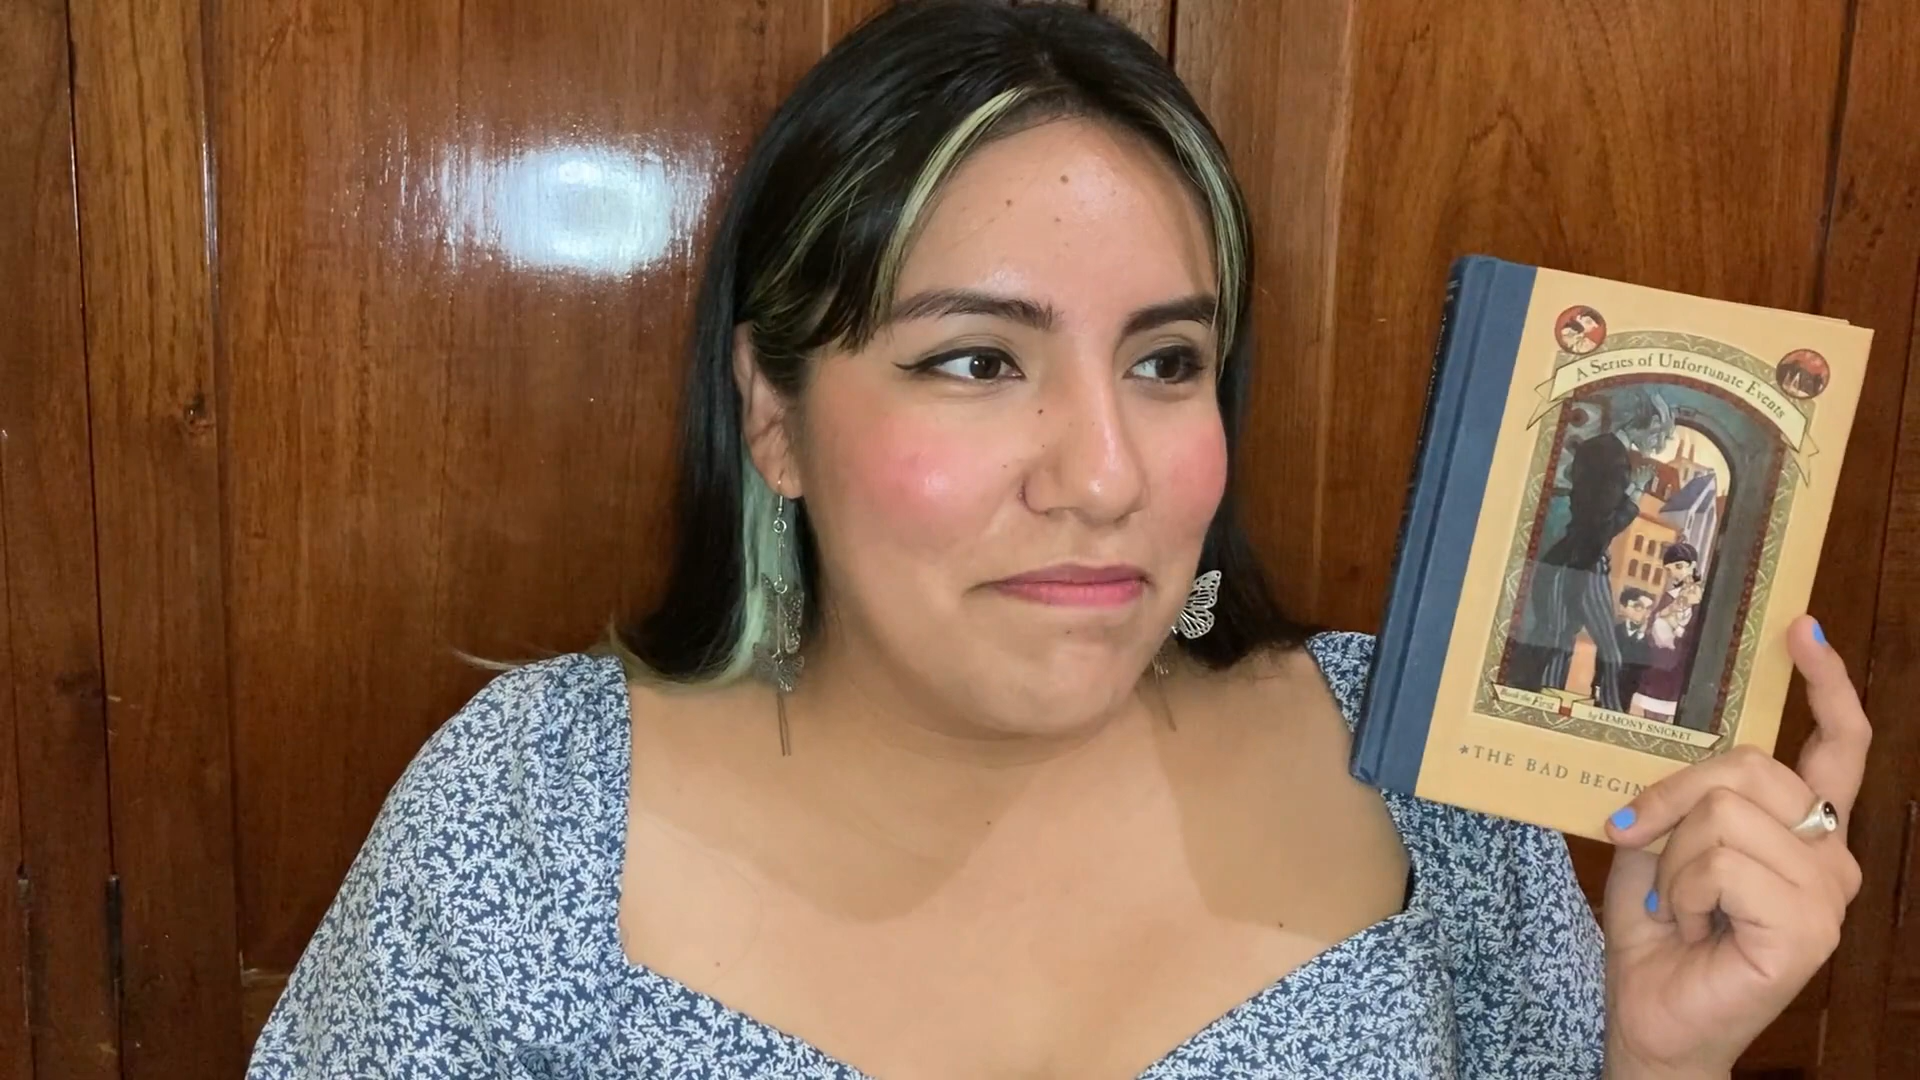 A Series of Unfortunate Events
Book the First
by LEMONY SNICKET
*THE BAD BEGIN